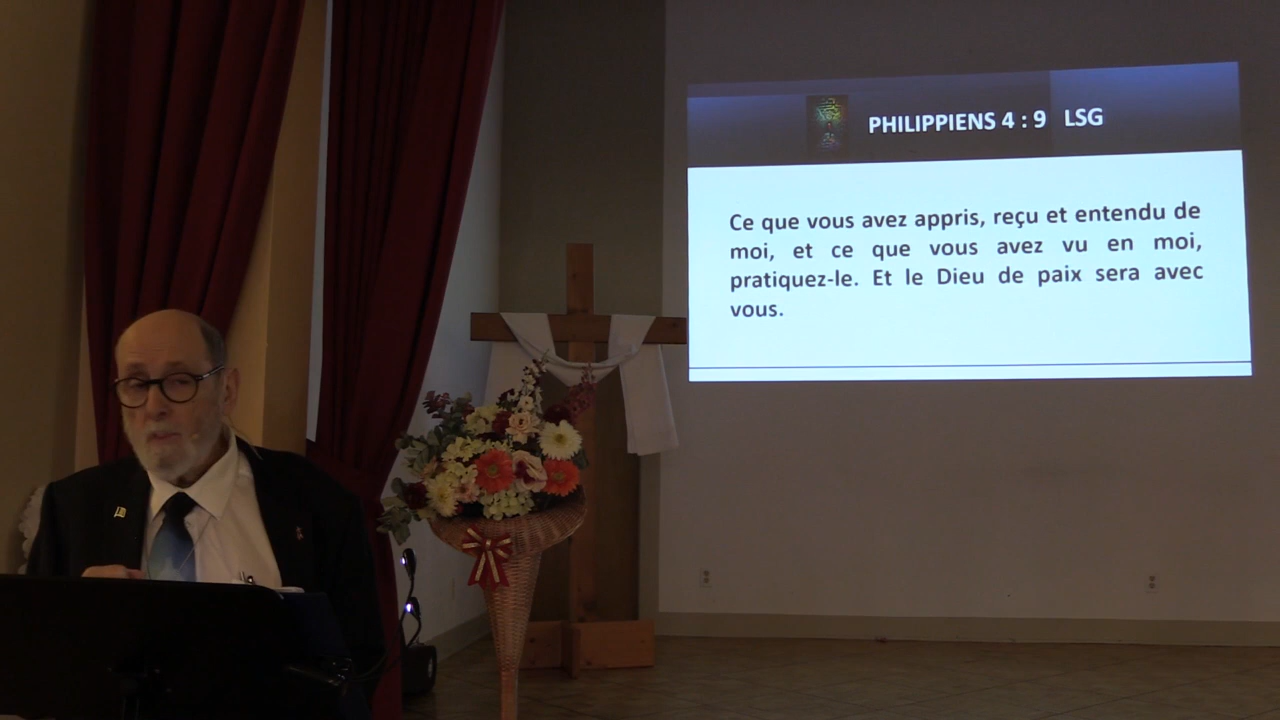 PHILIPPIENS 4 : 9 LSG
Ce que vous avez appris, reçu et entendu de
moi, et ce que vous avez vu en moi,
pratiquez-le. Et le Dieu de paix sera avec
vous.